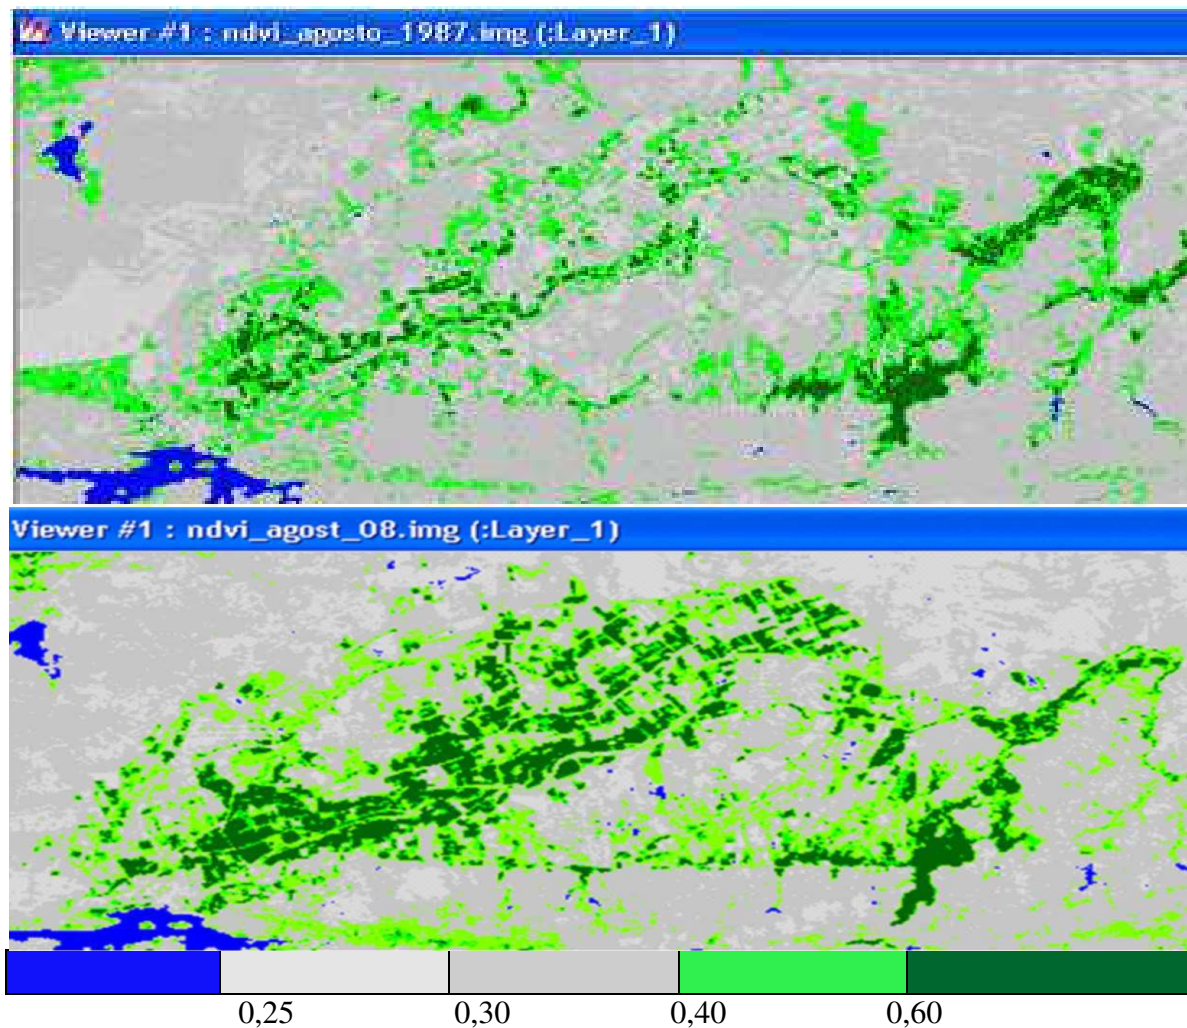 Viewer #1 : ndvi_agosto_1987.img (:Layer_1)
Viewer #1 : ndvi_agost_08.img (:Layer_1)
0,25 0,30 0,40 0,60